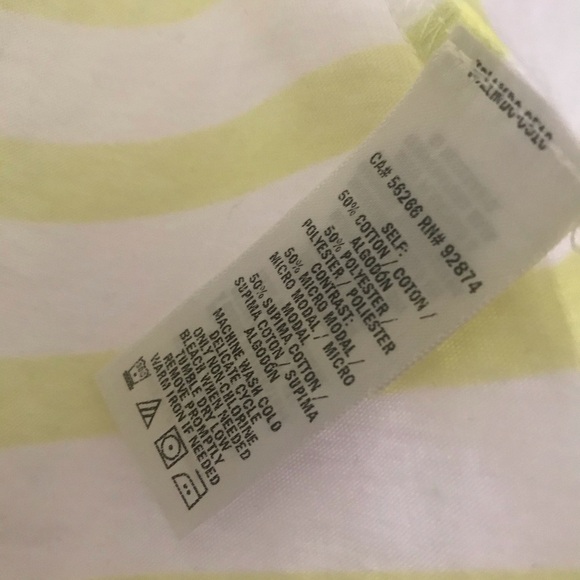 CA# 56266 RN# 92874
SELF:
50% COTTON / COTON /
ALGODÓN
50% POLYESTER /
POLYESTER / POLIÉSTER
CONTRAST:
50% MICRO MODAL /
MICRO MODAL / MICRO
MODAL
50% SUPIMA COTTON /
SUPIMA COTON / SUPIMA
ALGODÓN
MACHINE WASH COLD
DELICATE CYCLE
ONLY NON-CHLORINE
BLEACH WHEN NEEDED
TUMBLE DRY LOW
REMOVE PROMPTLY
WARM IRON IF NEEDED